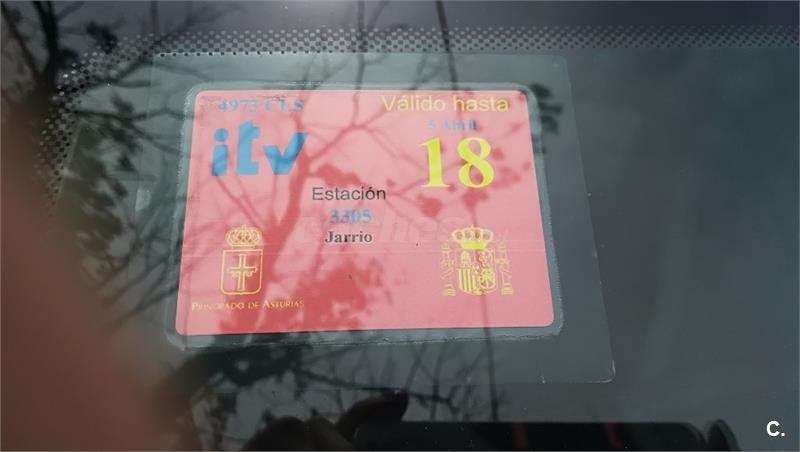 4973 CLS
Válido hasta
5 Abril
itv
18
Estación
3305
Jarrio
PRINCIPADO DE ASTURIAS
C.